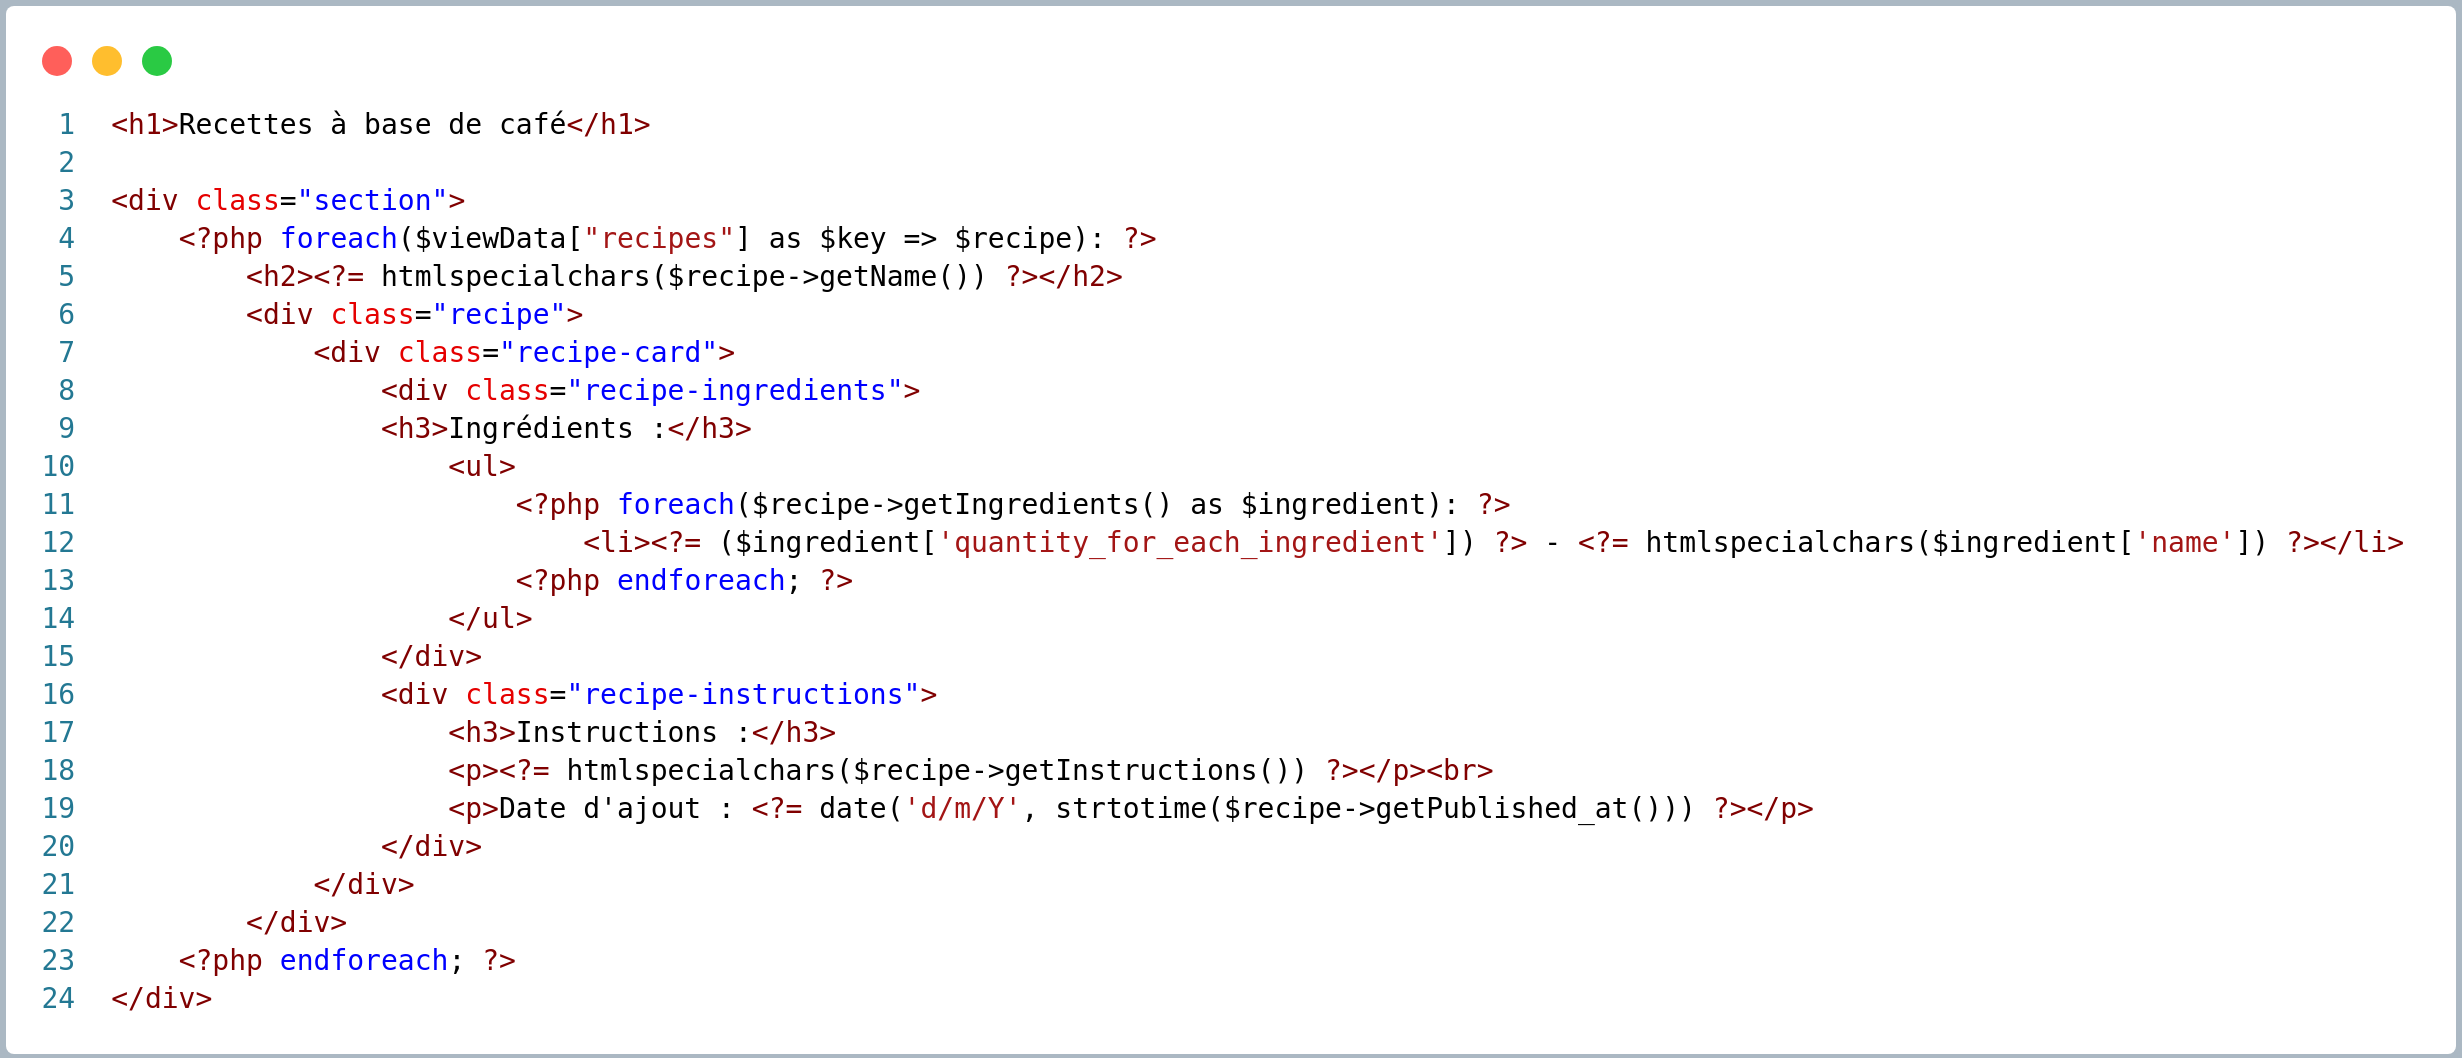 1 <h1>Recettes à base de café</h1>
2
3 <div class="section">
4     <?php foreach($viewData["recipes"] as $key => $recipe): ?>
5         <h2><?= htmlspecialchars($recipe->getName()) ?></h2>
6         <div class="recipe">
7             <div class="recipe-card">
8                 <div class="recipe-ingredients">
9                 <h3>Ingrédients :</h3>
10                     <ul>
11                         <?php foreach($recipe->getIngredients() as $ingredient): ?>
12                             <li><?= ($ingredient['quantity_for_each_ingredient']) ?> - <?= htmlspecialchars($ingredient['name']) ?></li>
13                         <?php endforeach; ?>
14                     </ul>
15                 </div>
16                 <div class="recipe-instructions">
17                     <h3>Instructions :</h3>
18                     <p><?= htmlspecialchars($recipe->getInstructions()) ?></p><br>
19                     <p>Date d'ajout : <?= date('d/m/Y', strtotime($recipe->getPublished_at())) ?></p>
20                 </div>
21             </div>
22         </div>
23     <?php endforeach; ?>
24 </div>